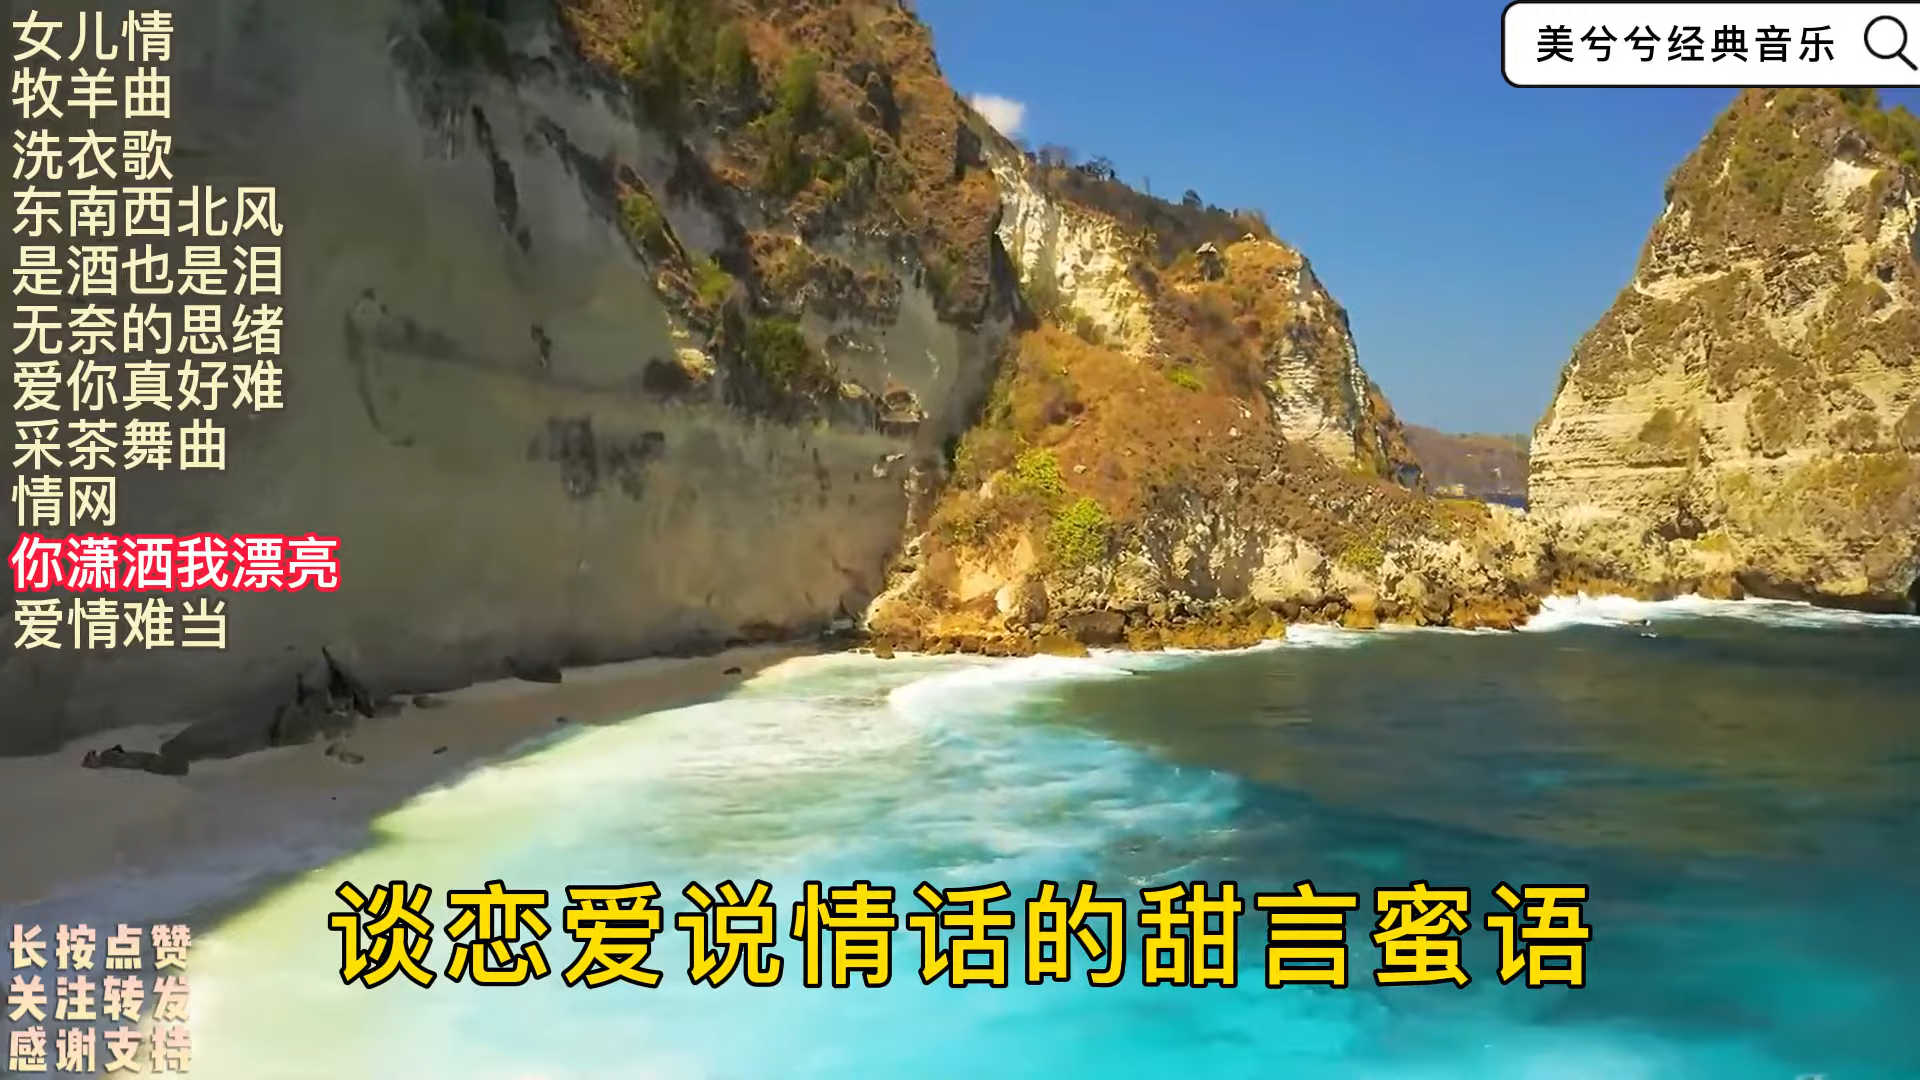 女儿情
牧羊曲
洗衣歌
东南西北风
是酒也是泪
无奈的思绪
爱你真好难
采茶舞曲
情网
你潇洒我漂亮
爱情难当
美兮兮经典音乐
谈恋爱说情话的甜言蜜语
长按点赞
关注转发
感谢支持